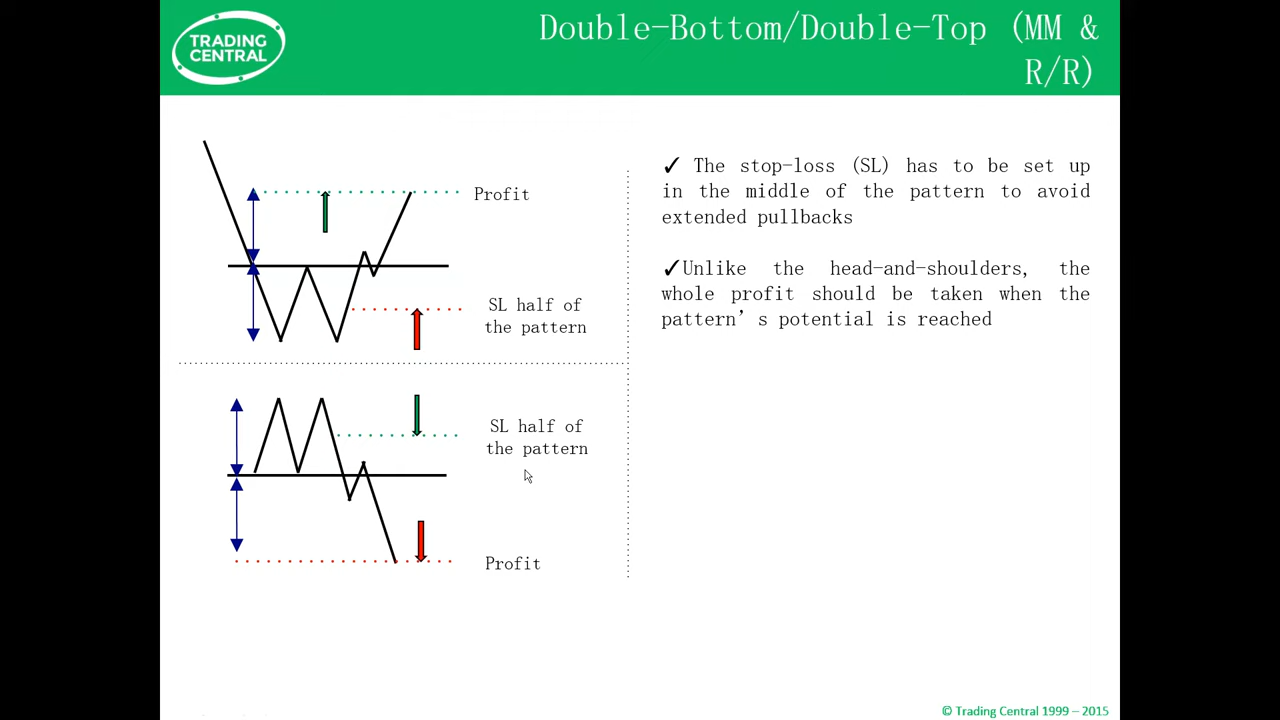 TRADING
CENTRAL
Double-Bottom/Double-Top (MM &
R/R)
Profit
SL half of
the pattern
SL half of
the pattern
Profit
✓ The stop-loss (SL) has to be set up
in the middle of the pattern to avoid
extended pullbacks
✓Unlike the head-and-shoulders, the
whole profit should be taken when the
pattern's potential is reached
© Trading Central 1999 – 2015